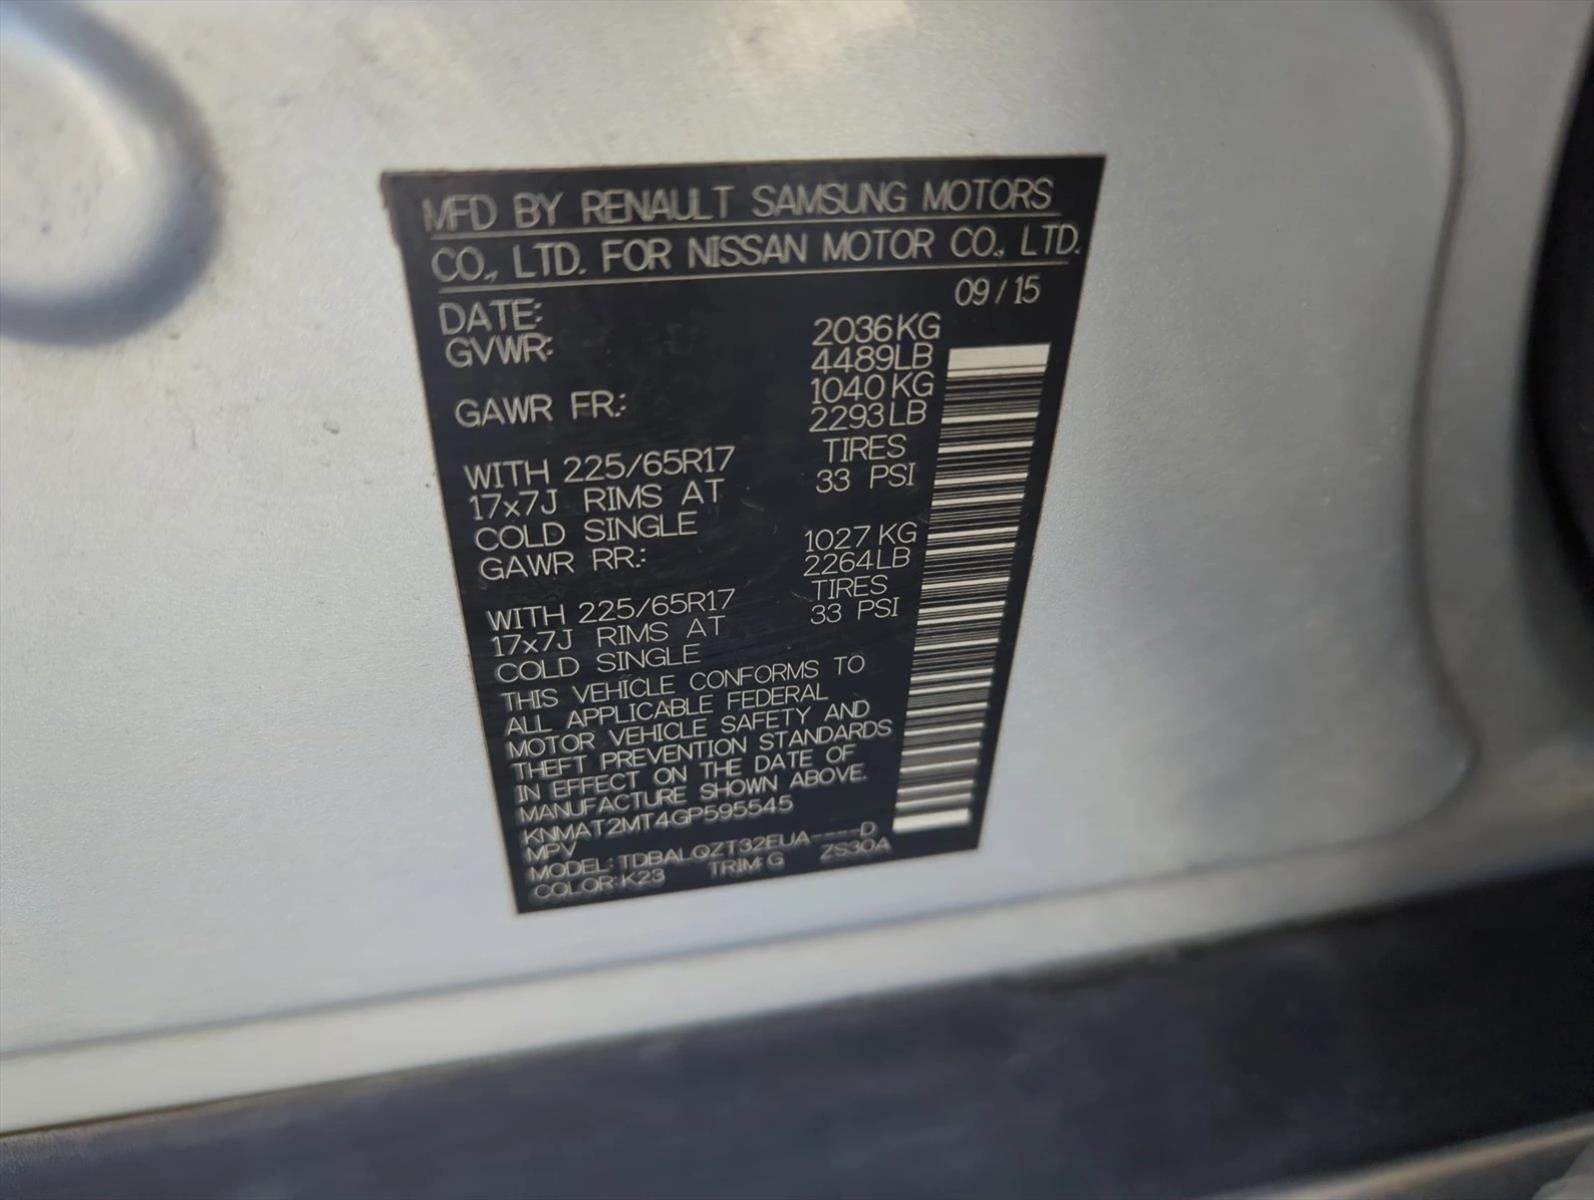 MFD BY RENAULT SAMSUNG MOTORS
CO., LTD. FOR NISSAN MOTOR CO., LTD.
DATE: 09/15
GVWR: 2036KG
4489LB
GAWR FR.: 1040KG
2293LB
WITH 225/65R17 TIRES
17x7J RIMS AT 33 PSI
COLD SINGLE
GAWR RR.: 1027KG
2264LB
WITH 225/65R17 TIRES
17x7J RIMS AT 33 PSI
COLD SINGLE
THIS VEHICLE CONFORMS TO
ALL APPLICABLE FEDERAL
MOTOR VEHICLE SAFETY AND
THEFT PREVENTION STANDARDS
IN EFFECT ON THE DATE OF
MANUFACTURE SHOWN ABOVE.
KNMAT2MT4GP595545
MPV
MODEL: TDBALQZT32EUA----D
COLOR: K23 TRIM: G ZS30A